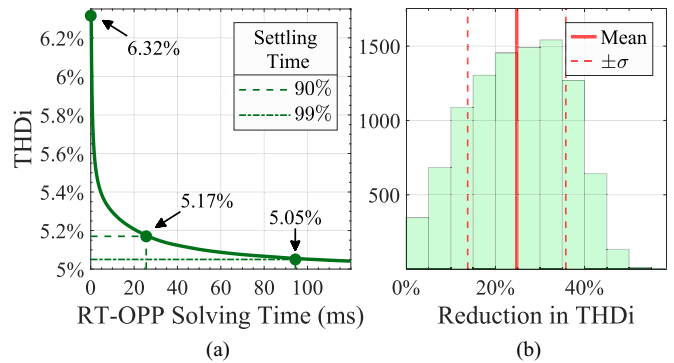 6.2%
6%
5.8%
5.6%
5.4%
5.2%
5%
THDi
6.32%
5.17%
5.05%
Settling
Time
90%
99%
0
20
40
60
80
100
RT-OPP Solving Time (ms)
(a)
1500
1000
500
Mean
±σ
0%
20%
40%
Reduction in THDi
(b)